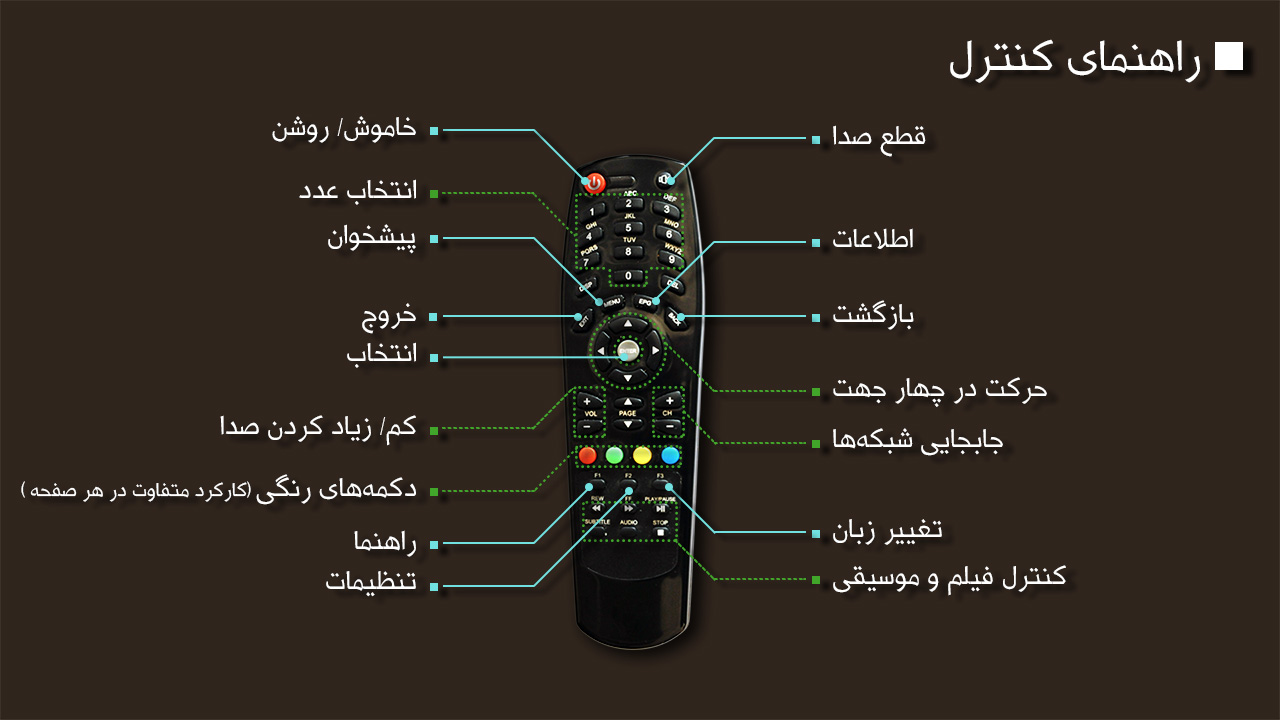 راهنمای کنترل
قطع صدا
اطلاعات
بازگشت
حرکت در چهار جهت
جابجایی شبکه‌ها
تغییر زبان
کنترل فیلم و موسیقی
خاموش/ روشن
انتخاب عدد
پیشخوان
خروج
انتخاب
کم/ زیاد کردن صدا
دکمه‌های رنگی (کارکرد متفاوت در هر صفحه )
راهنما
تنظیمات
ABC DEF
1 2 3
GHI JKL MNO
4 5 6
PQRS TUV WXYZ
7 8 9
0
DEL
MENU EPG
EXIT BACK
ENTER
+ +
VOL PAGE CH
- -
F1 F2 F3
REW FF PLAY/PAUSE
SUBTITLE AUDIO STOP